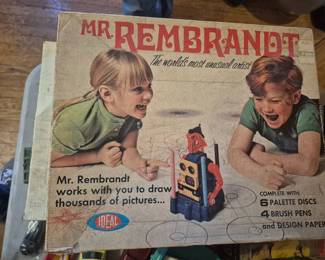 MR. REMBRANDT
The world's most unusual artist
Mr. Rembrandt
works with you to draw
thousands of pictures...
IDEAL
COMPLETE WITH:
6 PALETTE DISCS
4 BRUSH PENS
and DESIGN PAPER